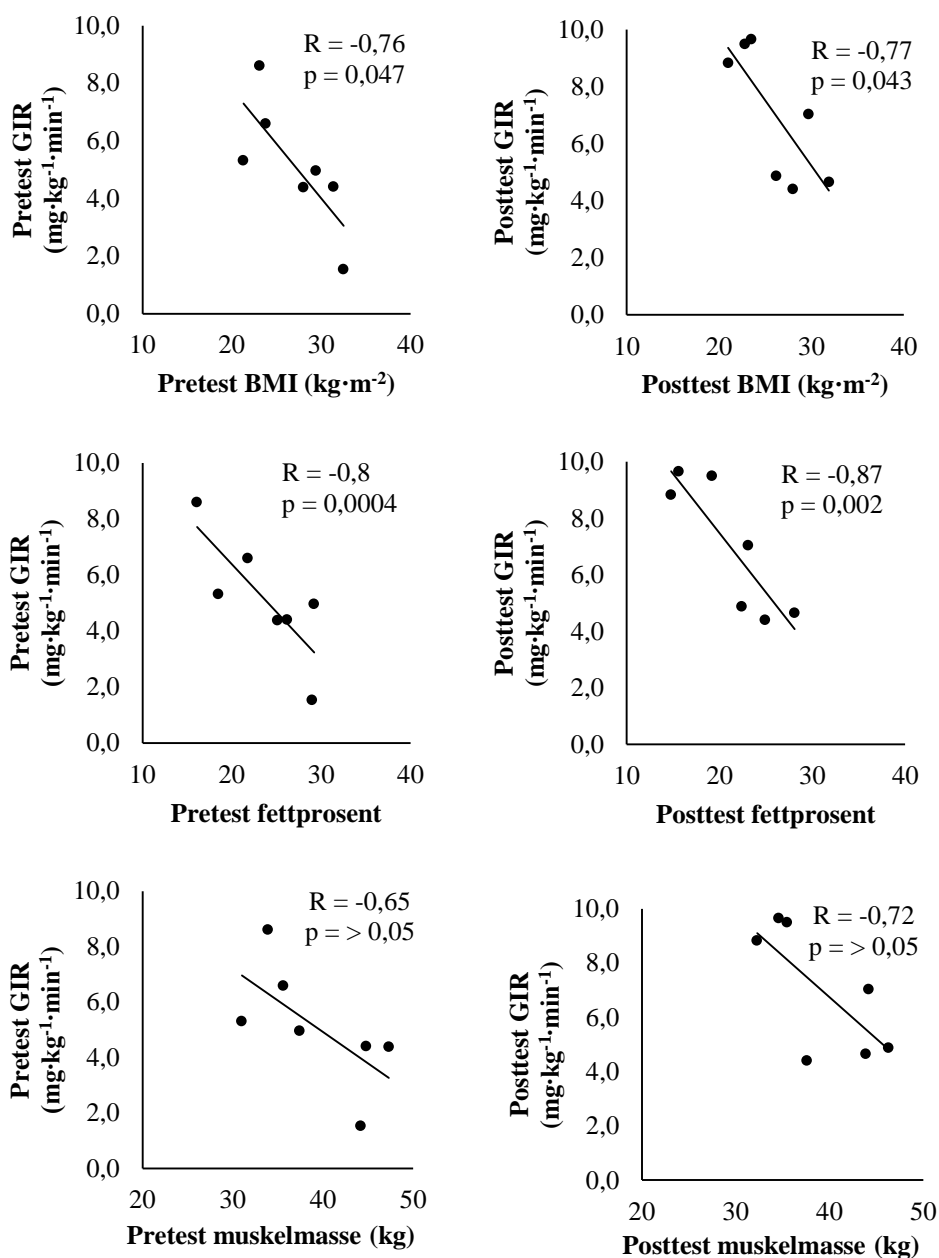 Pretest GIR
(mg·kg⁻¹·min⁻¹)
10,0
8,0
6,0
4,0
2,0
0,0
R = -0,76
p = 0,047
10 20 30 40
Pretest BMI (kg·m⁻²)
Posttest GIR
(mg·kg⁻¹·min⁻¹)
10,0
8,0
6,0
4,0
2,0
0,0
R = -0,77
p = 0,043
10 20 30 40
Posttest BMI (kg·m⁻²)
Pretest GIR
(mg·kg⁻¹·min⁻¹)
10,0
8,0
6,0
4,0
2,0
0,0
R = -0,8
p = 0,0004
10 20 30 40
Pretest fettprosent
Posttest GIR
(mg·kg⁻¹·min⁻¹)
10,0
8,0
6,0
4,0
2,0
0,0
R = -0,87
p = 0,002
10 20 30 40
Posttest fettprosent
Pretest GIR
(mg·kg⁻¹·min⁻¹)
10,0
8,0
6,0
4,0
2,0
0,0
R = -0,65
p = > 0,05
20 30 40 50
Pretest muskelmasse (kg)
Posttest GIR
(mg·kg⁻¹·min⁻¹)
10,0
8,0
6,0
4,0
2,0
0,0
R = -0,72
p = > 0,05
20 30 40 50
Posttest muskelmasse (kg)